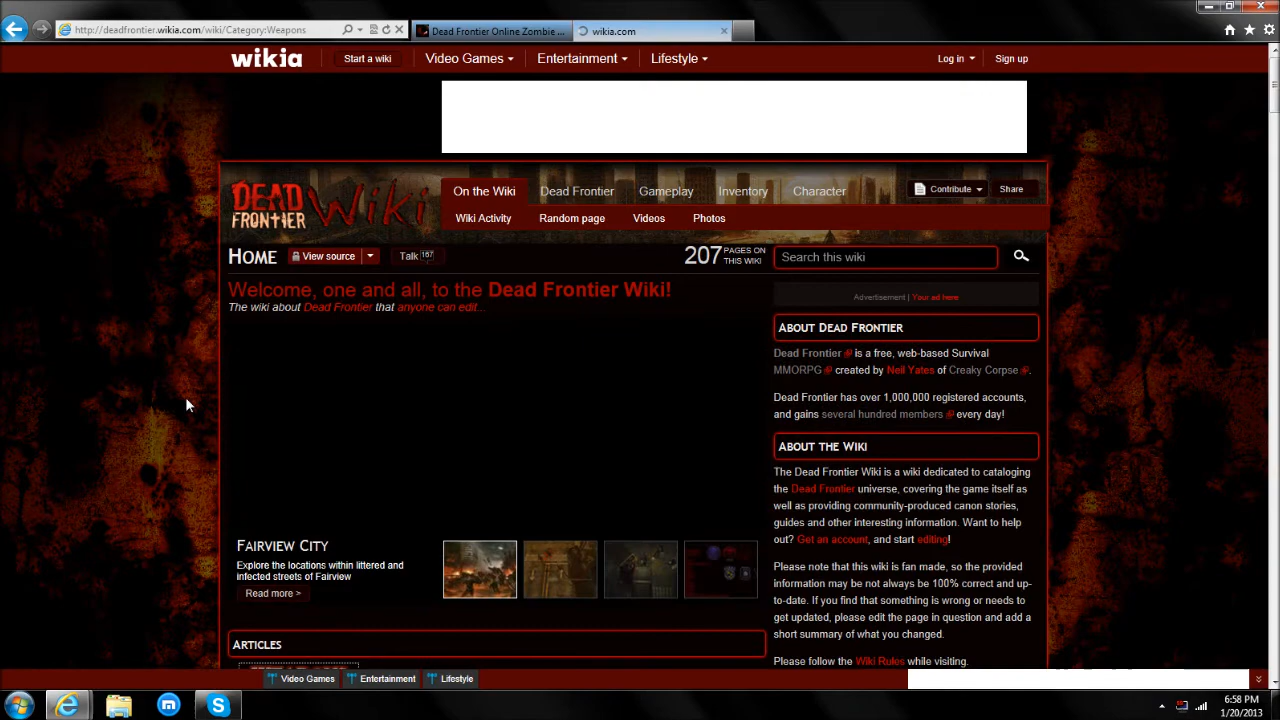 http://deadfrontier.wikia.com/wiki/Category:Weapons
Dead Frontier Online Zombie ...
wikia.com
wikia
Start a wiki
Video Games
Entertainment
Lifestyle
Log in
Sign up
DEAD FRONTIER Wiki
On the Wiki
Dead Frontier
Gameplay
Inventory
Character
Contribute
Share
Wiki Activity
Random page
Videos
Photos
HOME
View source
Talk 167
207 PAGES ON THIS WIKI
Search this wiki
Welcome, one and all, to the Dead Frontier Wiki!
The wiki about Dead Frontier that anyone can edit...
Advertisement | Your ad here
ABOUT DEAD FRONTIER
Dead Frontier is a free, web-based Survival
MMORPG created by Neil Yates of Creaky Corpse .
Dead Frontier has over 1,000,000 registered accounts,
and gains several hundred members every day!
ABOUT THE WIKI
The Dead Frontier Wiki is a wiki dedicated to cataloging
the Dead Frontier universe, covering the game itself as
well as providing community-produced canon stories,
guides and other interesting information. Want to help
out? Get an account, and start editing!
Please note that this wiki is fan made, so the provided
information may be not always be 100% correct and up-
to-date. If you find that something is wrong or needs to
get updated, please edit the page in question and add a
short summary of what you changed.
Please follow the Wiki Rules while visiting.
FAIRVIEW CITY
Explore the locations within littered and
infected streets of Fairview
Read more >
ARTICLES
Video Games
Entertainment
Lifestyle
6:58 PM
1/20/2013